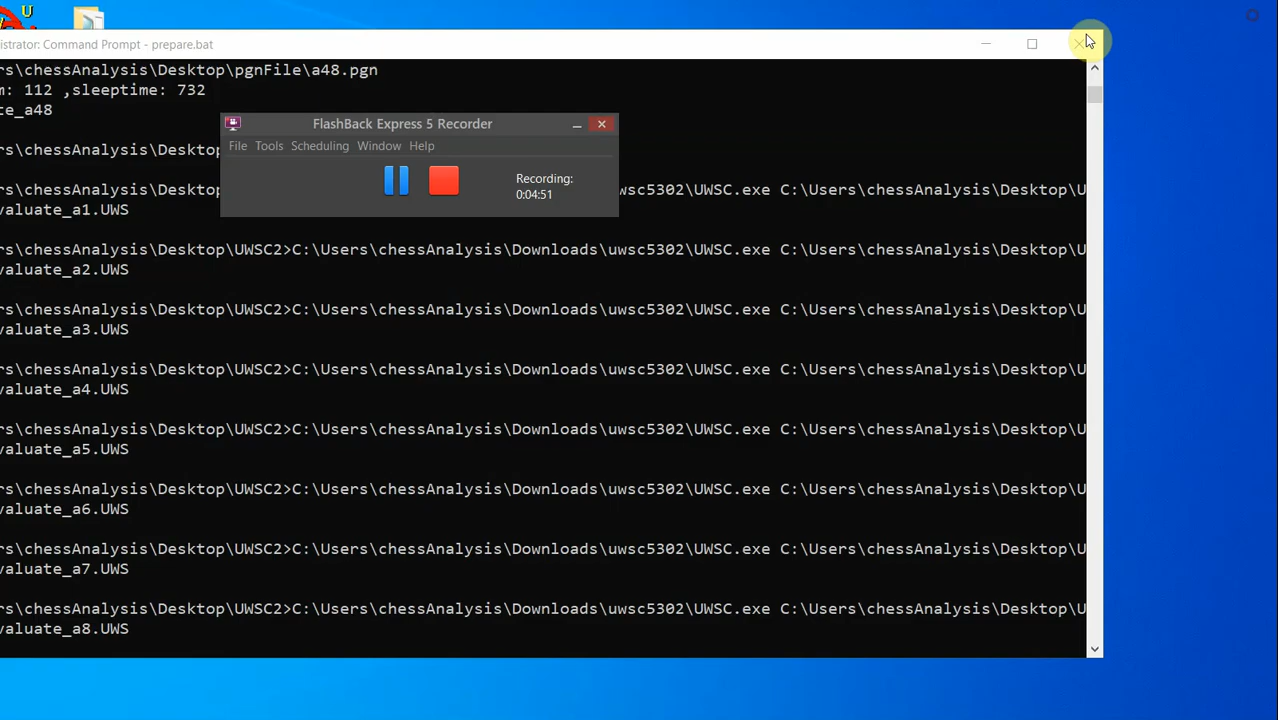 U
istrator: Command Prompt - prepare.bat
rs\chessAnalysis\Desktop\pgnFile\a48.pgn
m: 112 ,sleeptime: 732
te_a48
FlashBack Express 5 Recorder
File Tools Scheduling Window Help
Recording:
0:04:51
rs\chessAnalysis\Desktop
rs\chessAnalysis\Desktop uwsc5302\UWSC.exe C:\Users\chessAnalysis\Desktop\U
valuate_a1.UWS
rs\chessAnalysis\Desktop\UWSC2>C:\Users\chessAnalysis\Downloads\uwsc5302\UWSC.exe C:\Users\chessAnalysis\Desktop\U
valuate_a2.UWS
rs\chessAnalysis\Desktop\UWSC2>C:\Users\chessAnalysis\Downloads\uwsc5302\UWSC.exe C:\Users\chessAnalysis\Desktop\U
valuate_a3.UWS
rs\chessAnalysis\Desktop\UWSC2>C:\Users\chessAnalysis\Downloads\uwsc5302\UWSC.exe C:\Users\chessAnalysis\Desktop\U
valuate_a4.UWS
rs\chessAnalysis\Desktop\UWSC2>C:\Users\chessAnalysis\Downloads\uwsc5302\UWSC.exe C:\Users\chessAnalysis\Desktop\U
valuate_a5.UWS
rs\chessAnalysis\Desktop\UWSC2>C:\Users\chessAnalysis\Downloads\uwsc5302\UWSC.exe C:\Users\chessAnalysis\Desktop\U
valuate_a6.UWS
rs\chessAnalysis\Desktop\UWSC2>C:\Users\chessAnalysis\Downloads\uwsc5302\UWSC.exe C:\Users\chessAnalysis\Desktop\U
valuate_a7.UWS
rs\chessAnalysis\Desktop\UWSC2>C:\Users\chessAnalysis\Downloads\uwsc5302\UWSC.exe C:\Users\chessAnalysis\Desktop\U
valuate_a8.UWS